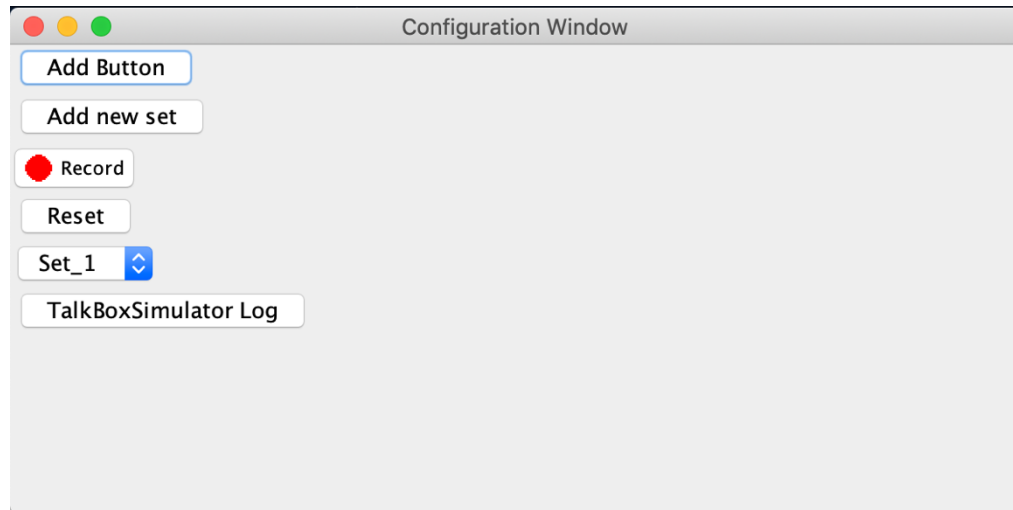 Configuration Window
Add Button
Add new set
Record
Reset
Set_1
TalkBoxSimulator Log